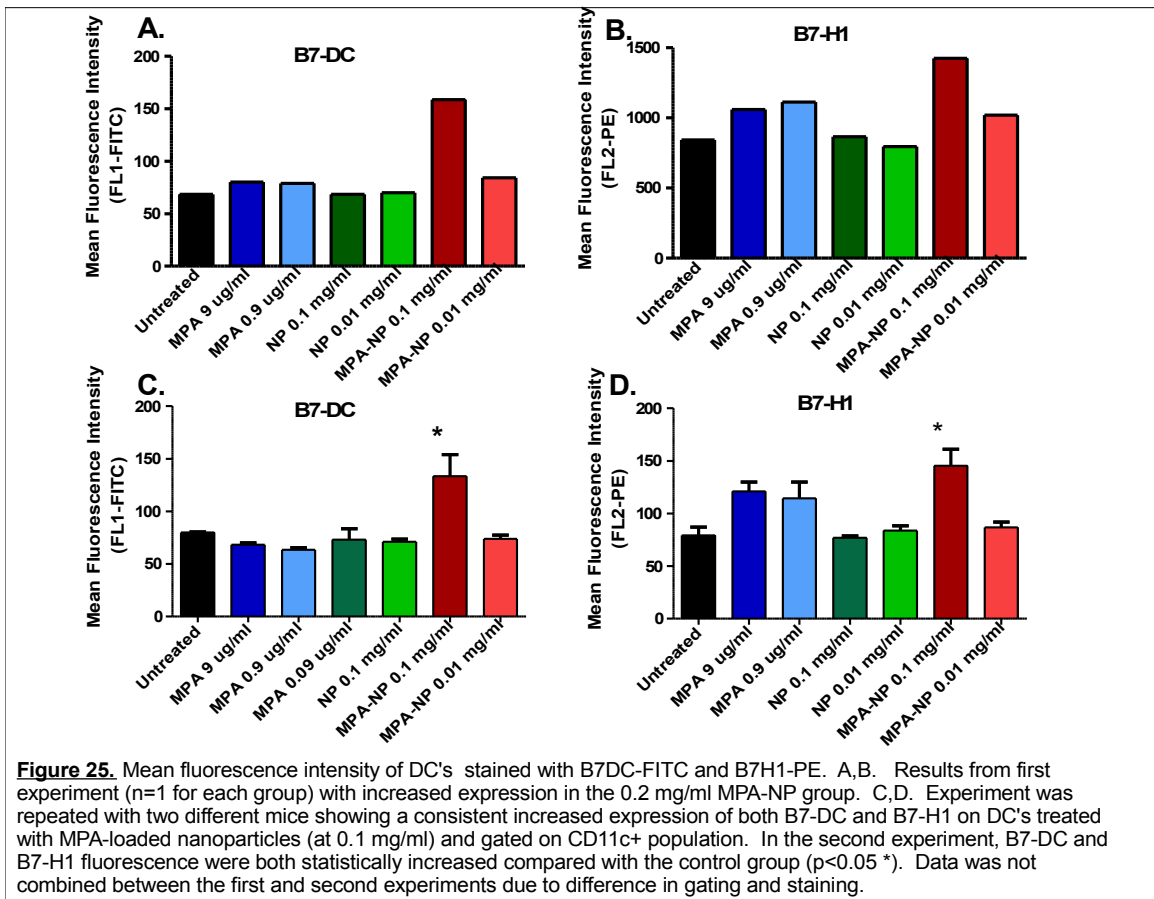 A.
B7-DC
Mean Fluorescence Intensity
(FL1-FITC)
200
150
100
50
0
Untreated
MPA 9 ug/ml
MPA 0.9 ug/ml
NP 0.1 mg/ml
NP 0.01 mg/ml
MPA-NP 0.1 mg/ml
MPA-NP 0.01 mg/ml
B.
B7-H1
Mean Fluorescence Intensity
(FL2-PE)
1500
1000
500
0
Untreated
MPA 9 ug/ml
MPA 0.9 ug/ml
NP 0.1 mg/ml
NP 0.01 mg/ml
MPA-NP 0.1 mg/ml
MPA-NP 0.01 mg/ml
C.
B7-DC
Mean Fluorescence Intensity
(FL1-FITC)
200
150
100
50
0
*
Untreated
MPA 9 ug/ml
MPA 0.9 ug/ml
MPA 0.09 ug/ml
NP 0.1 mg/ml
MPA-NP 0.1 mg/ml
MPA-NP 0.01 mg/ml
D.
B7-H1
Mean Fluorescence Intensity
(FL2-PE)
200
150
100
50
0
*
Untreated
MPA 9 ug/ml
MPA 0.9 ug/ml
NP 0.1 mg/ml
NP 0.01 mg/ml
MPA-NP 0.1 mg/ml
MPA-NP 0.01 mg/ml
Figure 25. Mean fluorescence intensity of DC's stained with B7DC-FITC and B7H1-PE. A,B. Results from first
experiment (n=1 for each group) with increased expression in the 0.2 mg/ml MPA-NP group. C,D. Experiment was
repeated with two different mice showing a consistent increased expression of both B7-DC and B7-H1 on DC's treated
with MPA-loaded nanoparticles (at 0.1 mg/ml) and gated on CD11c+ population. In the second experiment, B7-DC and
B7-H1 fluorescence were both statistically increased compared with the control group (p<0.05 *). Data was not
combined between the first and second experiments due to difference in gating and staining.